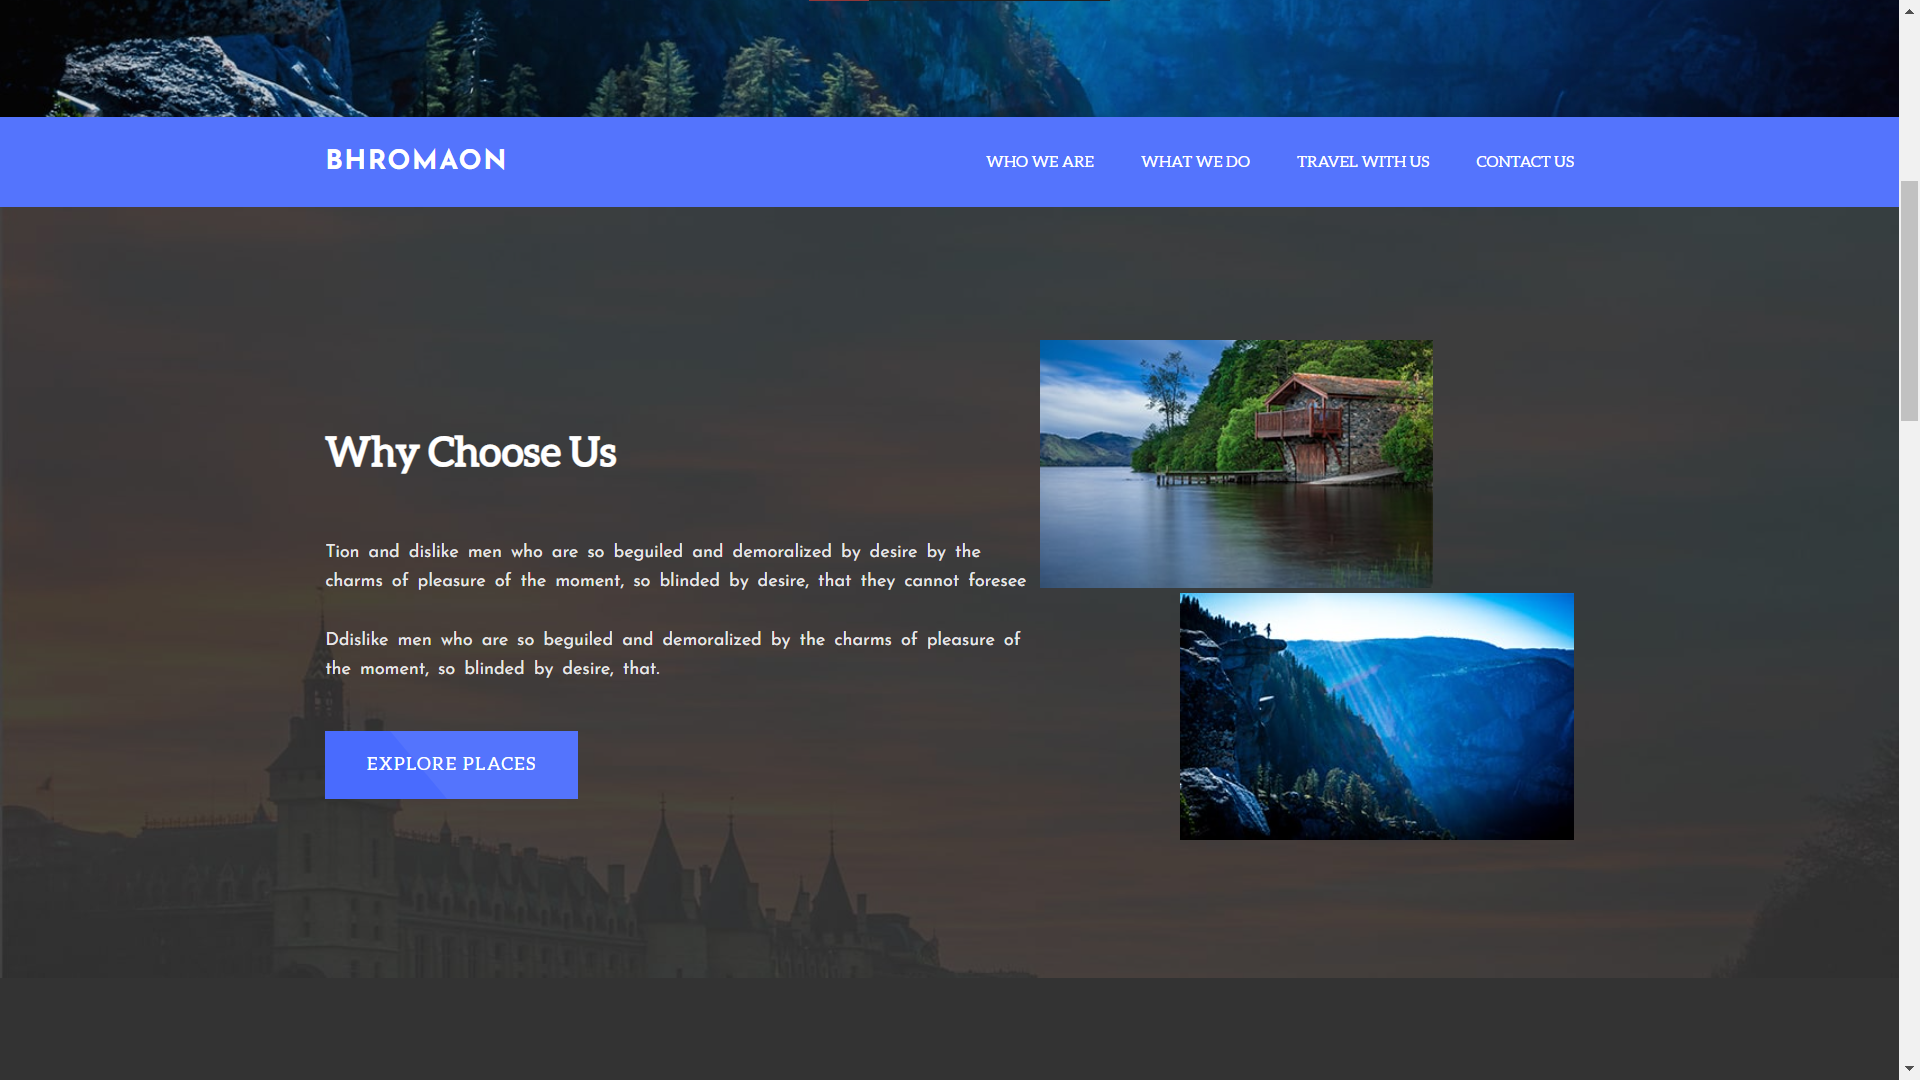 BHROMAON
WHO WE ARE
WHAT WE DO
TRAVEL WITH US
CONTACT US
Why Choose Us
Tion and dislike men who are so beguiled and demoralized by desire by the
charms of pleasure of the moment, so blinded by desire, that they cannot foresee
Ddislike men who are so beguiled and demoralized by the charms of pleasure of
the moment, so blinded by desire, that.
EXPLORE PLACES